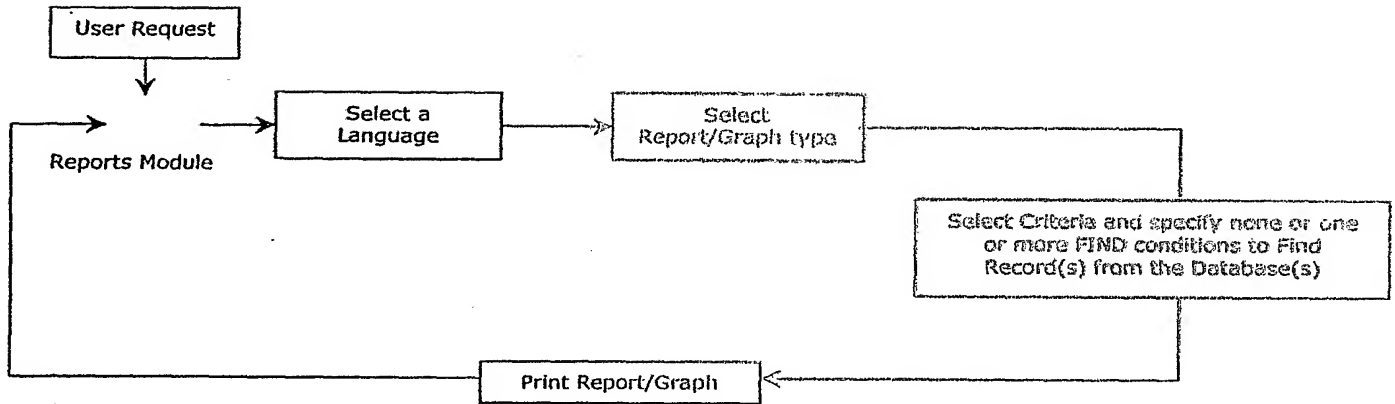 User Request
Select a
Language
Select
Report/Graph type
Reports Module
Select Criteria and specify none or one
or more FIND conditions to Find
Record(s) from the Database(s)
Print Report/Graph